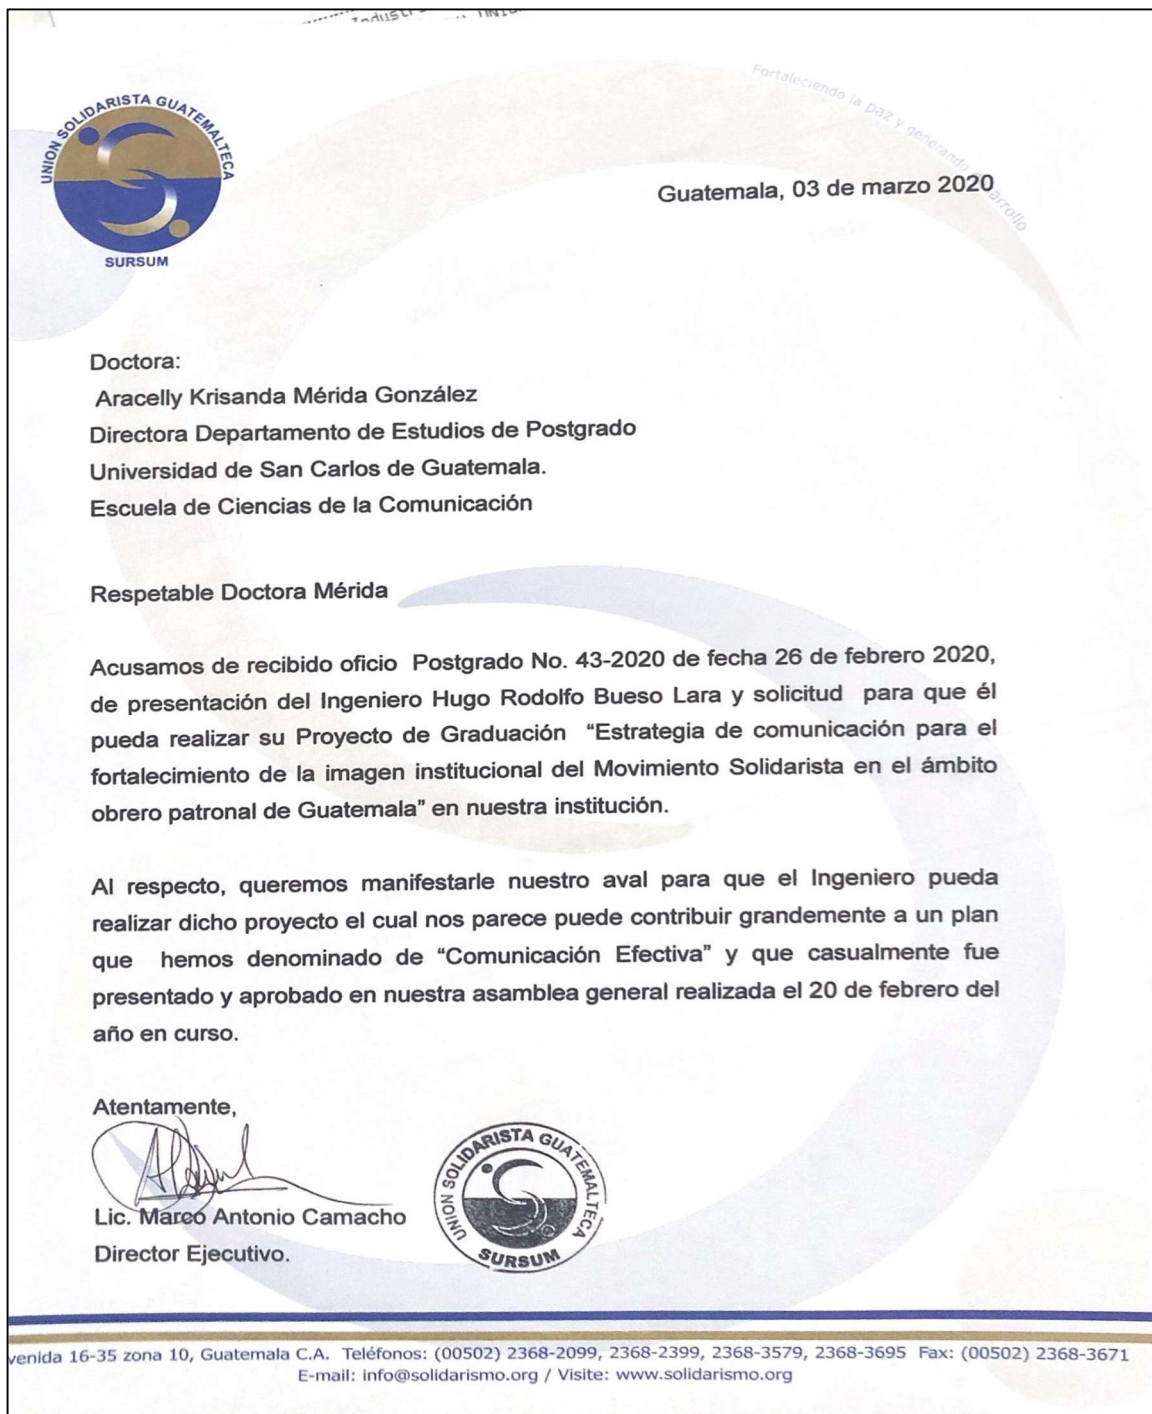 Fortaleciendo la paz y generando desarrollo
UNION SOLIDARISTA GUATEMALTECA
SURSUM
Guatemala, 03 de marzo 2020
Doctora:
Aracelly Krisanda Mérida González
Directora Departamento de Estudios de Postgrado
Universidad de San Carlos de Guatemala.
Escuela de Ciencias de la Comunicación
Respetable Doctora Mérida
Acusamos de recibido oficio Postgrado No. 43-2020 de fecha 26 de febrero 2020,
de presentación del Ingeniero Hugo Rodolfo Bueso Lara y solicitud para que él
pueda realizar su Proyecto de Graduación “Estrategia de comunicación para el
fortalecimiento de la imagen institucional del Movimiento Solidarista en el ámbito
obrero patronal de Guatemala” en nuestra institución.
Al respecto, queremos manifestarle nuestro aval para que el Ingeniero pueda
realizar dicho proyecto el cual nos parece puede contribuir grandemente a un plan
que hemos denominado de “Comunicación Efectiva” y que casualmente fue
presentado y aprobado en nuestra asamblea general realizada el 20 de febrero del
año en curso.
Atentamente,
Lic. Marco Antonio Camacho
Director Ejecutivo.
UNION SOLIDARISTA GUATEMALTECA
SURSUM
venida 16-35 zona 10, Guatemala C.A. Teléfonos: (00502) 2368-2099, 2368-2399, 2368-3579, 2368-3695 Fax: (00502) 2368-3671
E-mail: info@solidarismo.org / Visite: www.solidarismo.org